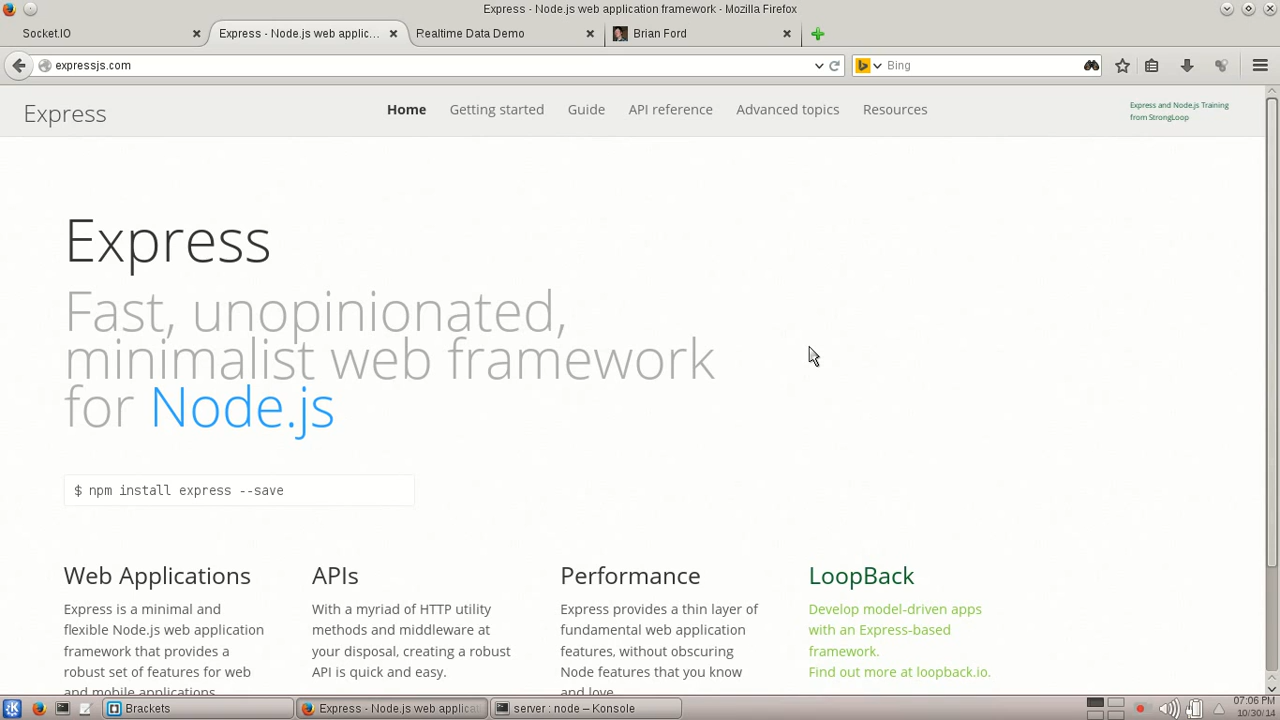 Express - Node.js web application framework - Mozilla Firefox
Socket.IO
Express - Node.js web applic...
Realtime Data Demo
Brian Ford
expressjs.com
Bing
Express
Home
Getting started
Guide
API reference
Advanced topics
Resources
Express and Node.js Training
from StrongLoop
Express
Fast, unopinionated,
minimalist web framework
for Node.js
$ npm install express --save
Web Applications
Express is a minimal and
flexible Node.js web application
framework that provides a
robust set of features for web
and mobile applications.
APIs
With a myriad of HTTP utility
methods and middleware at
your disposal, creating a robust
API is quick and easy.
Performance
Express provides a thin layer of
fundamental web application
features, without obscuring
Node features that you know
and love.
LoopBack
Develop model-driven apps
with an Express-based
framework.
Find out more at loopback.io.
Brackets
Express - Node.js web applica
server : node – Konsole
07:06 PM
10/30/14